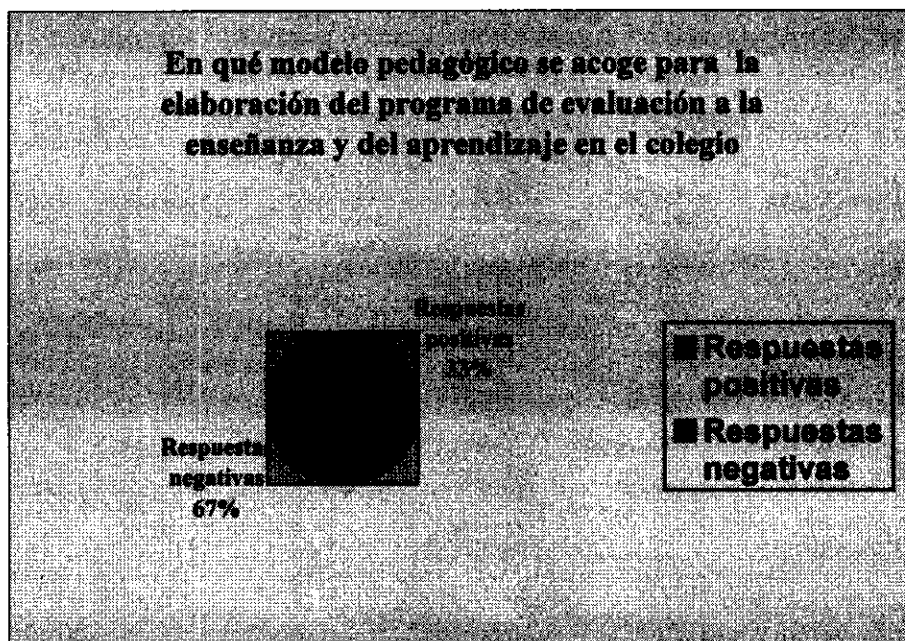 En qué modelo pedagógico se acoge para la
elaboración del programa de evaluación a la
enseñanza y del aprendizaje en el colegio
Respuestas
positivas
33%
Respuestas
negativas
67%
Respuestas
positivas
Respuestas
negativas